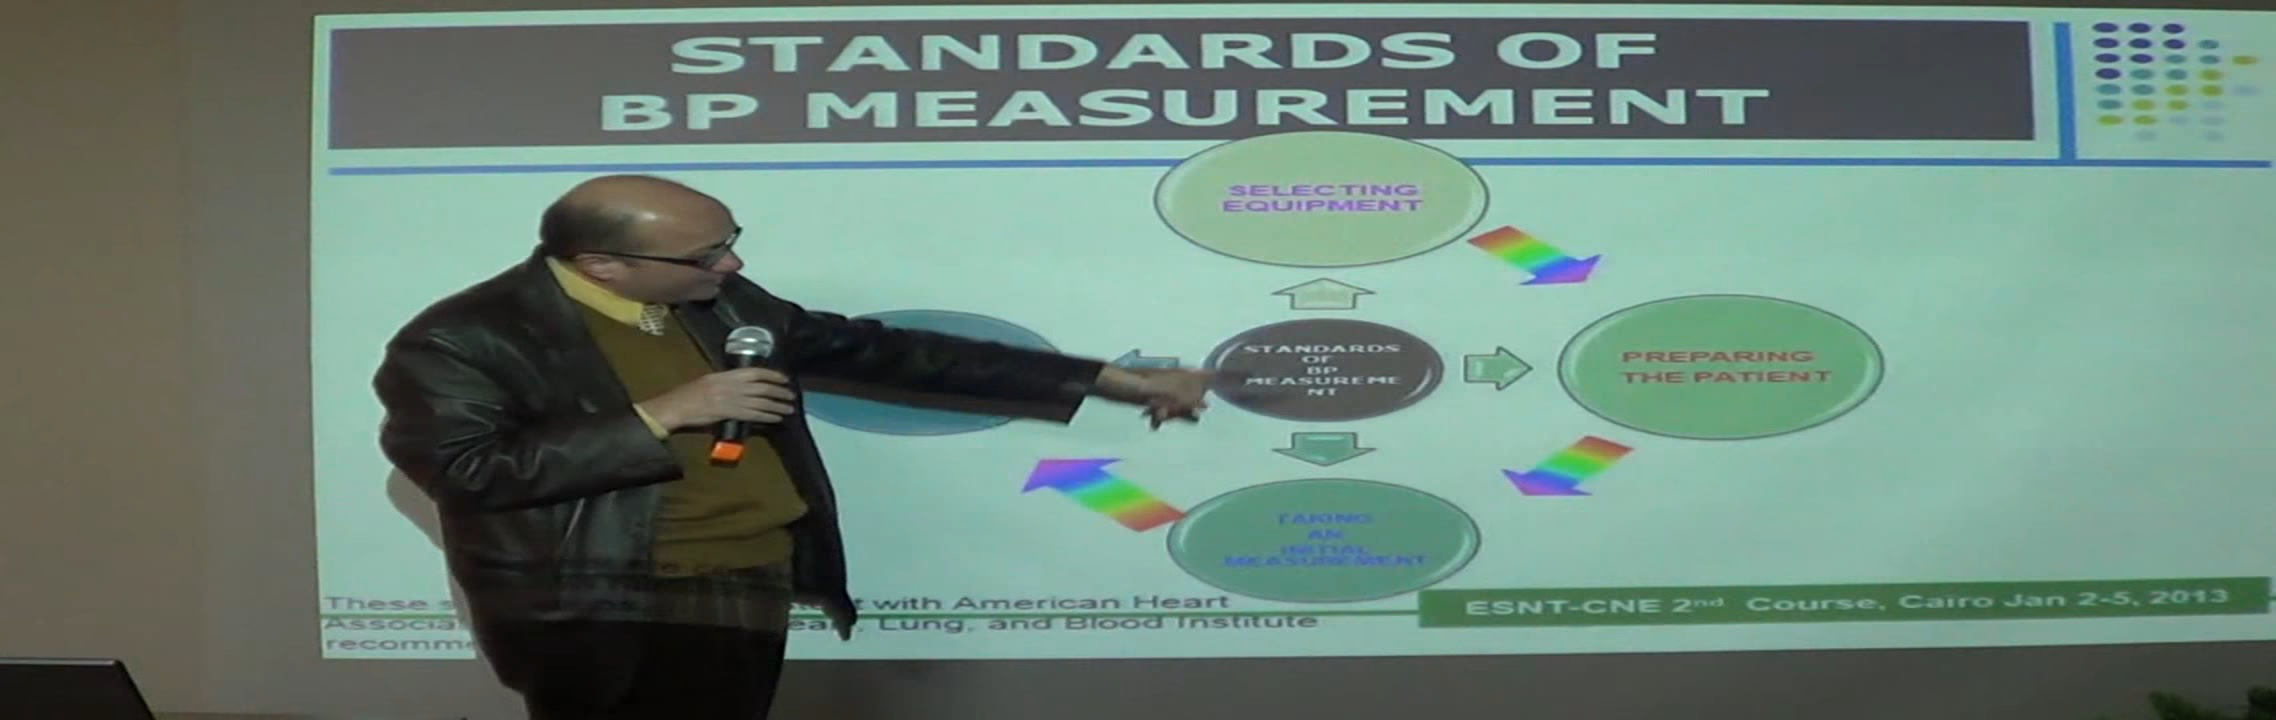 STANDARDS OF
BP MEASUREMENT
SELECTING
EQUIPMENT
STANDARDS
OF
BP
MEASUREME
NT
PREPARING
THE PATIENT
TAKING
AN
INITIAL
MEASUREMENT
These with American Heart
Lung, and Blood Institute
ESNT-CNE 2nd Course, Cairo Jan 2-5, 2013